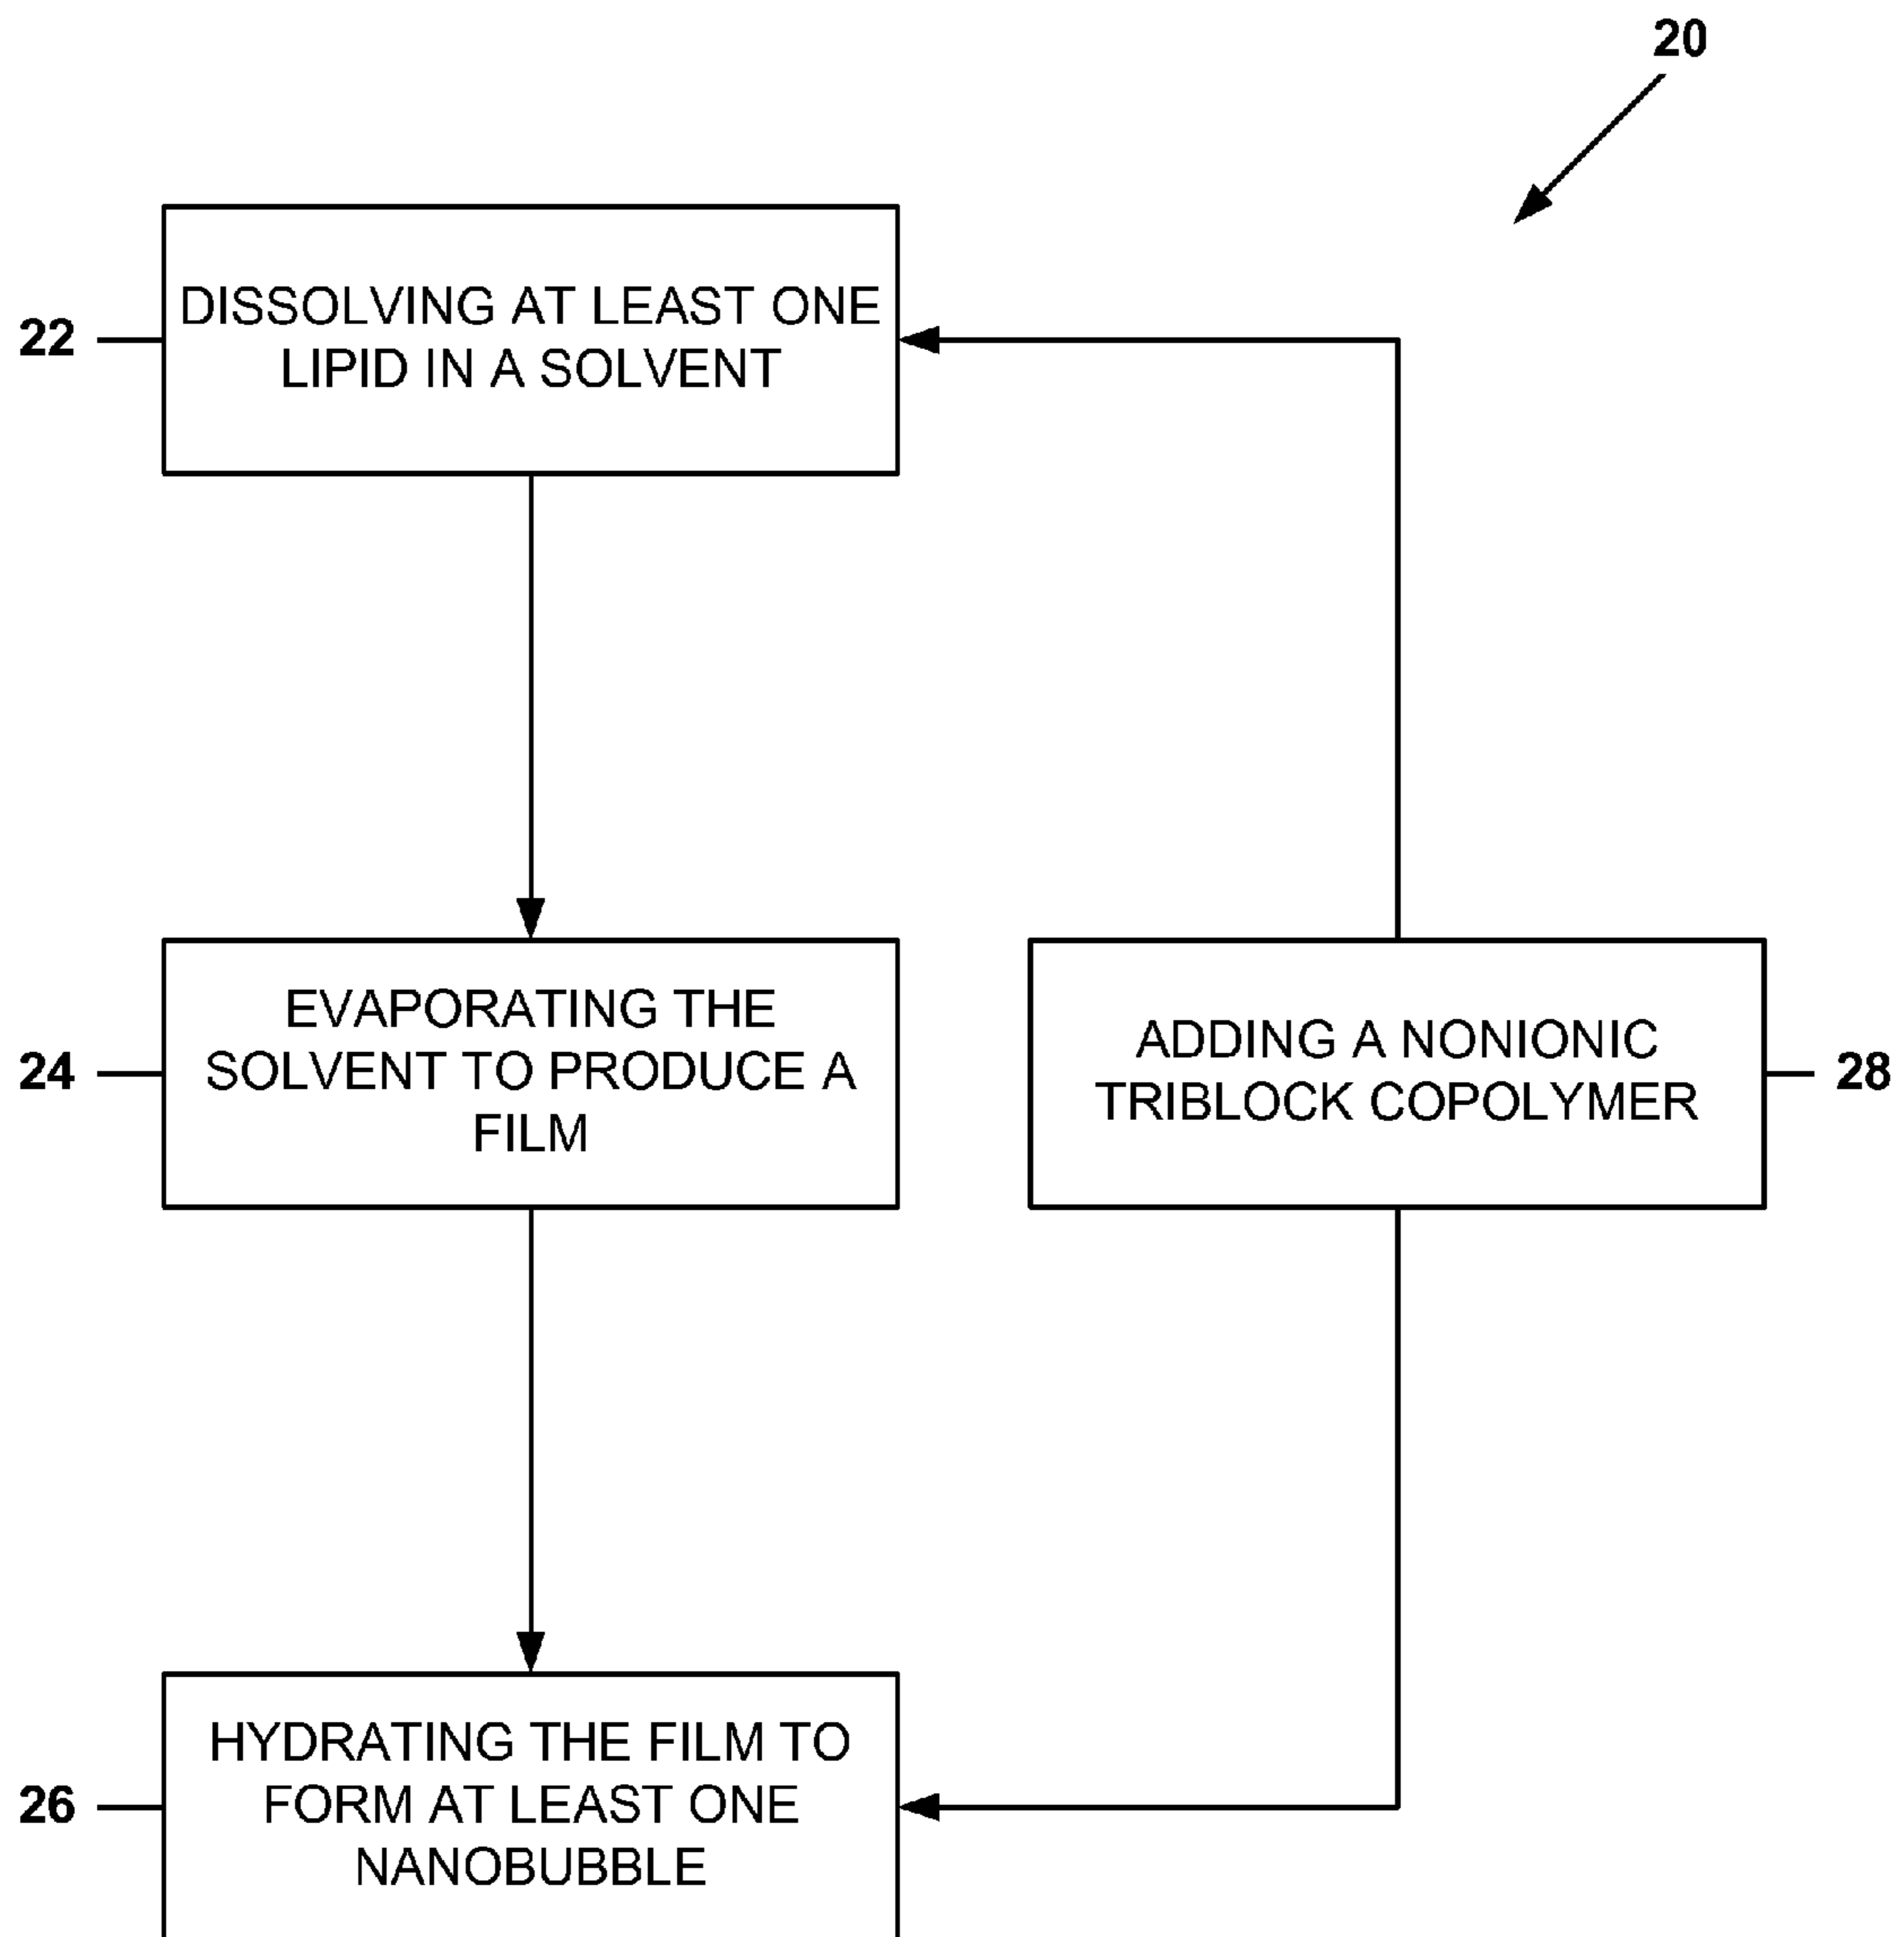 20
22
DISSOLVING AT LEAST ONE
LIPID IN A SOLVENT
24
EVAPORATING THE
SOLVENT TO PRODUCE A
FILM
ADDING A NONIONIC
TRIBLOCK COPOLYMER
28
26
HYDRATING THE FILM TO
FORM AT LEAST ONE
NANOBUBBLE